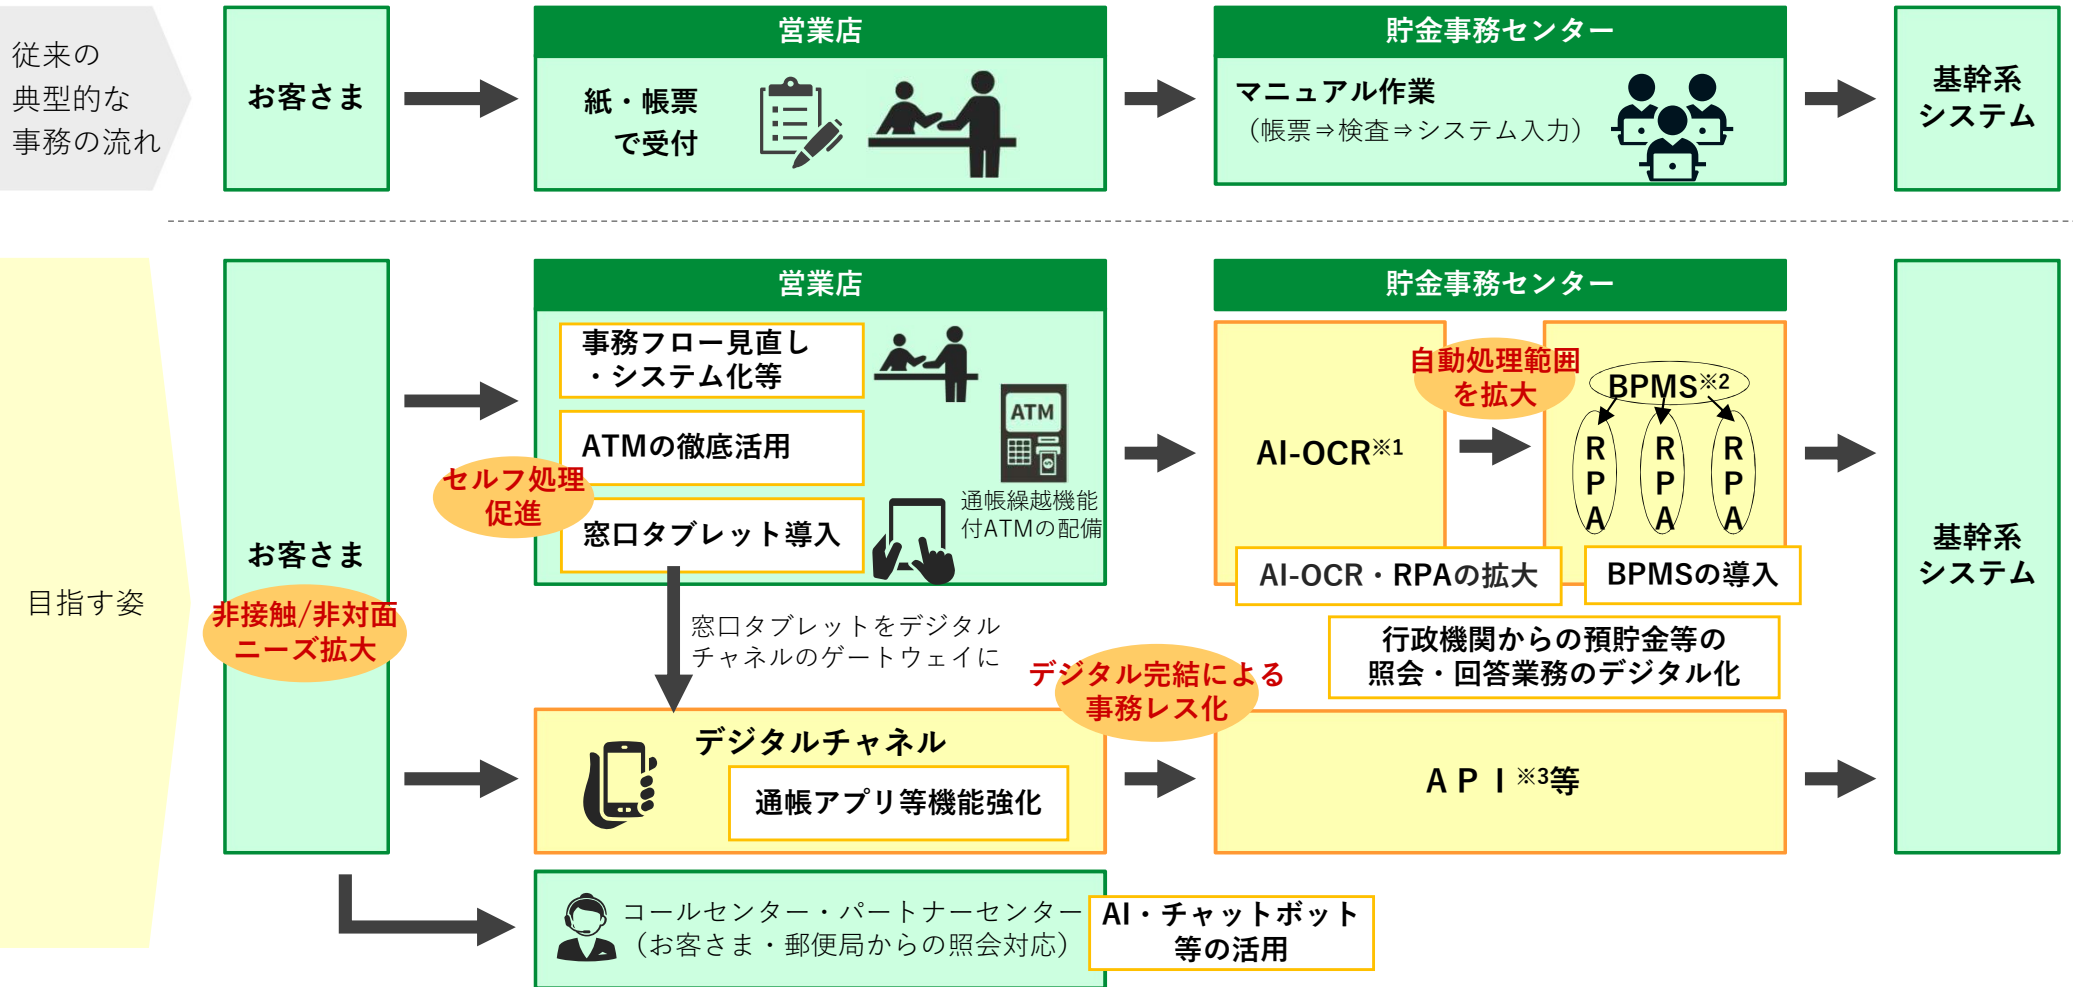 従来の
典型的な
事務の流れ
お客さま
営業店
紙・帳票
で受付
貯金事務センター
マニュアル作業
（帳票⇒検査⇒システム入力）
基幹系
システム
目指す姿
お客さま
非接触/非対面
ニーズ拡大
営業店
事務フロー見直し
・システム化等
ATMの徹底活用
セルフ処理
促進
窓口タブレット導入
ATM
通帳繰越機能
付ATMの配備
窓口タブレットをデジタル
チャネルのゲートウェイに
貯金事務センター
AI-OCR※1
自動処理範囲
を拡大
BPMS※2
RPA
RPA
RPA
AI-OCR・RPAの拡大
BPMSの導入
行政機関からの預貯金等の
照会・回答業務のデジタル化
デジタル完結による
事務レス化
デジタルチャネル
通帳アプリ等機能強化
ＡＰＩ※3等
基幹系
システム
コールセンター・パートナーセンター
（お客さま・郵便局からの照会対応）
AI・チャットボット
等の活用